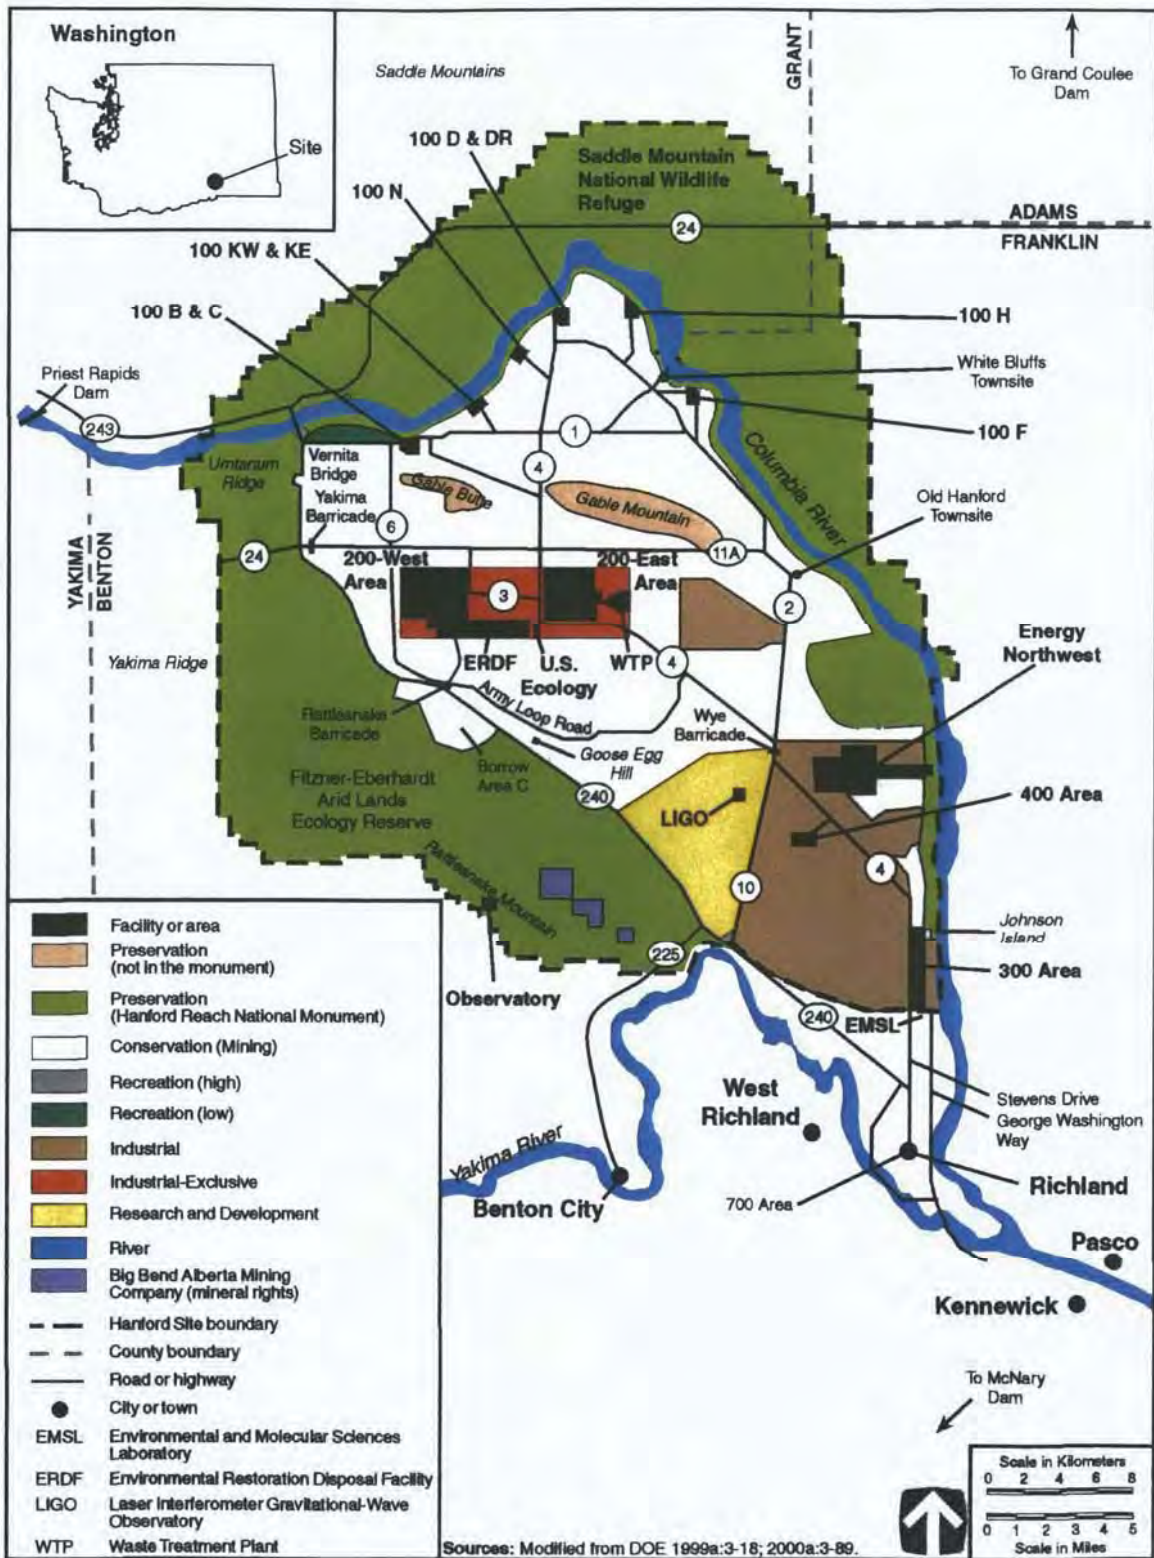 Washington
Site
Saddle Mountains
GRANT
To Grand Coulee
Dam
100 D & DR
Saddle Mountain
National Wildlife
Refuge
100 N
24
ADAMS
FRANKLIN
100 KW & KE
100 B & C
100 H
Priest Rapids
Dam
White Bluffs
Townsite
243
1
100 F
Umtanum
Ridge
Vernita
Bridge
4
Columbia River
Gable Butte
Gable Mountain
Yakima
Barricade
6
Old Hanford
Townsite
24
11A
YAKIMA
BENTON
200-West
Area
200-East
Area
3
2
Energy
Northwest
Yakima Ridge
ERDF
U.S.
Ecology
WTP
4
Army Loop Road
Rattlesnake
Barricade
Wye
Barricade
Goose Egg
Hill
Borrow
Area C
Fitzner-Eberhardt
Arid Lands
Ecology Reserve
240
LIGO
400 Area
Rattlesnake Mountain
10
4
Johnson
Island
225
300 Area
Observatory
240
EMSL
West
Richland
Stevens Drive
George Washington
Way
Yakima River
Benton City
700 Area
Richland
Pasco
Kennewick
To McNary
Dam
Facility or area
Preservation
(not in the monument)
Preservation
(Hanford Reach National Monument)
Conservation (Mining)
Recreation (high)
Recreation (low)
Industrial
Industrial-Exclusive
Research and Development
River
Big Bend Alberta Mining
Company (mineral rights)
Hanford Site boundary
County boundary
Road or highway
City or town
EMSL Environmental and Molecular Sciences
Laboratory
ERDF Environmental Restoration Disposal Facility
LIGO Laser Interferometer Gravitational-Wave
Observatory
WTP Waste Treatment Plant
Sources: Modified from DOE 1999a:3-18; 2000a:3-89.
Scale in Kilometers
0 2 4 6 8
0 1 2 3 4 5
Scale in Miles